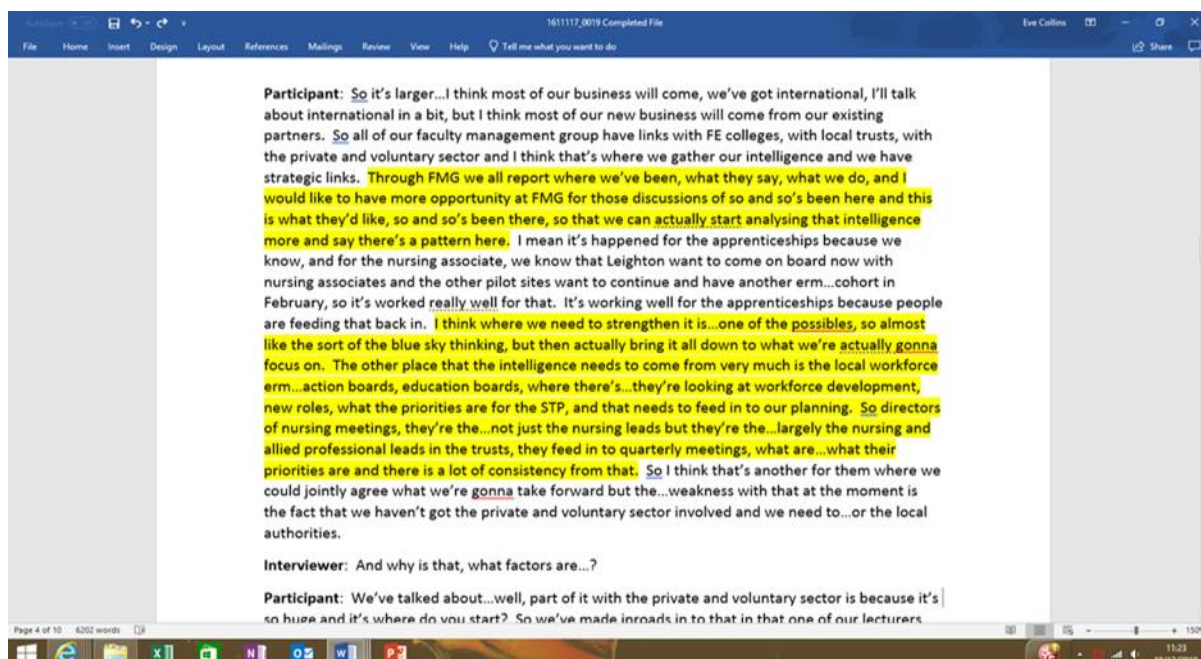 AutoSave
1611117_0019 Completed File
Eve Collins
File Home Insert Design Layout References Mailings Review View Help Tell me what you want to do Share
Participant: So it's larger...I think most of our business will come, we've got international, I'll talk
about international in a bit, but I think most of our new business will come from our existing
partners. So all of our faculty management group have links with FE colleges, with local trusts, with
the private and voluntary sector and I think that's where we gather our intelligence and we have
strategic links. Through FMG we all report where we've been, what they say, what we do, and I
would like to have more opportunity at FMG for those discussions of so and so's been here and this
is what they'd like, so and so's been there, so that we can actually start analysing that intelligence
more and say there's a pattern here. I mean it's happened for the apprenticeships because we
know, and for the nursing associate, we know that Leighton want to come on board now with
nursing associates and the other pilot sites want to continue and have another erm...cohort in
February, so it's worked really well for that. It's working well for the apprenticeships because people
are feeding that back in. I think where we need to strengthen it is...one of the possibles, so almost
like the sort of the blue sky thinking, but then actually bring it all down to what we're actually gonna
focus on. The other place that the intelligence needs to come from very much is the local workforce
erm...action boards, education boards, where there's...they're looking at workforce development,
new roles, what the priorities are for the STP, and that needs to feed in to our planning. So directors
of nursing meetings, they're the...not just the nursing leads but they're the...largely the nursing and
allied professional leads in the trusts, they feed in to quarterly meetings, what are...what their
priorities are and there is a lot of consistency from that. So I think that's another for them where we
could jointly agree what we're gonna take forward but the...weakness with that at the moment is
the fact that we haven't got the private and voluntary sector involved and we need to...or the local
authorities.
Interviewer: And why is that, what factors are...?
Participant: We've talked about...well, part of it with the private and voluntary sector is because it's
so huge and it's where do you start? So we've made inroads in to that in that one of our lecturers
Page 4 of 10 6202 words
150%
11:23